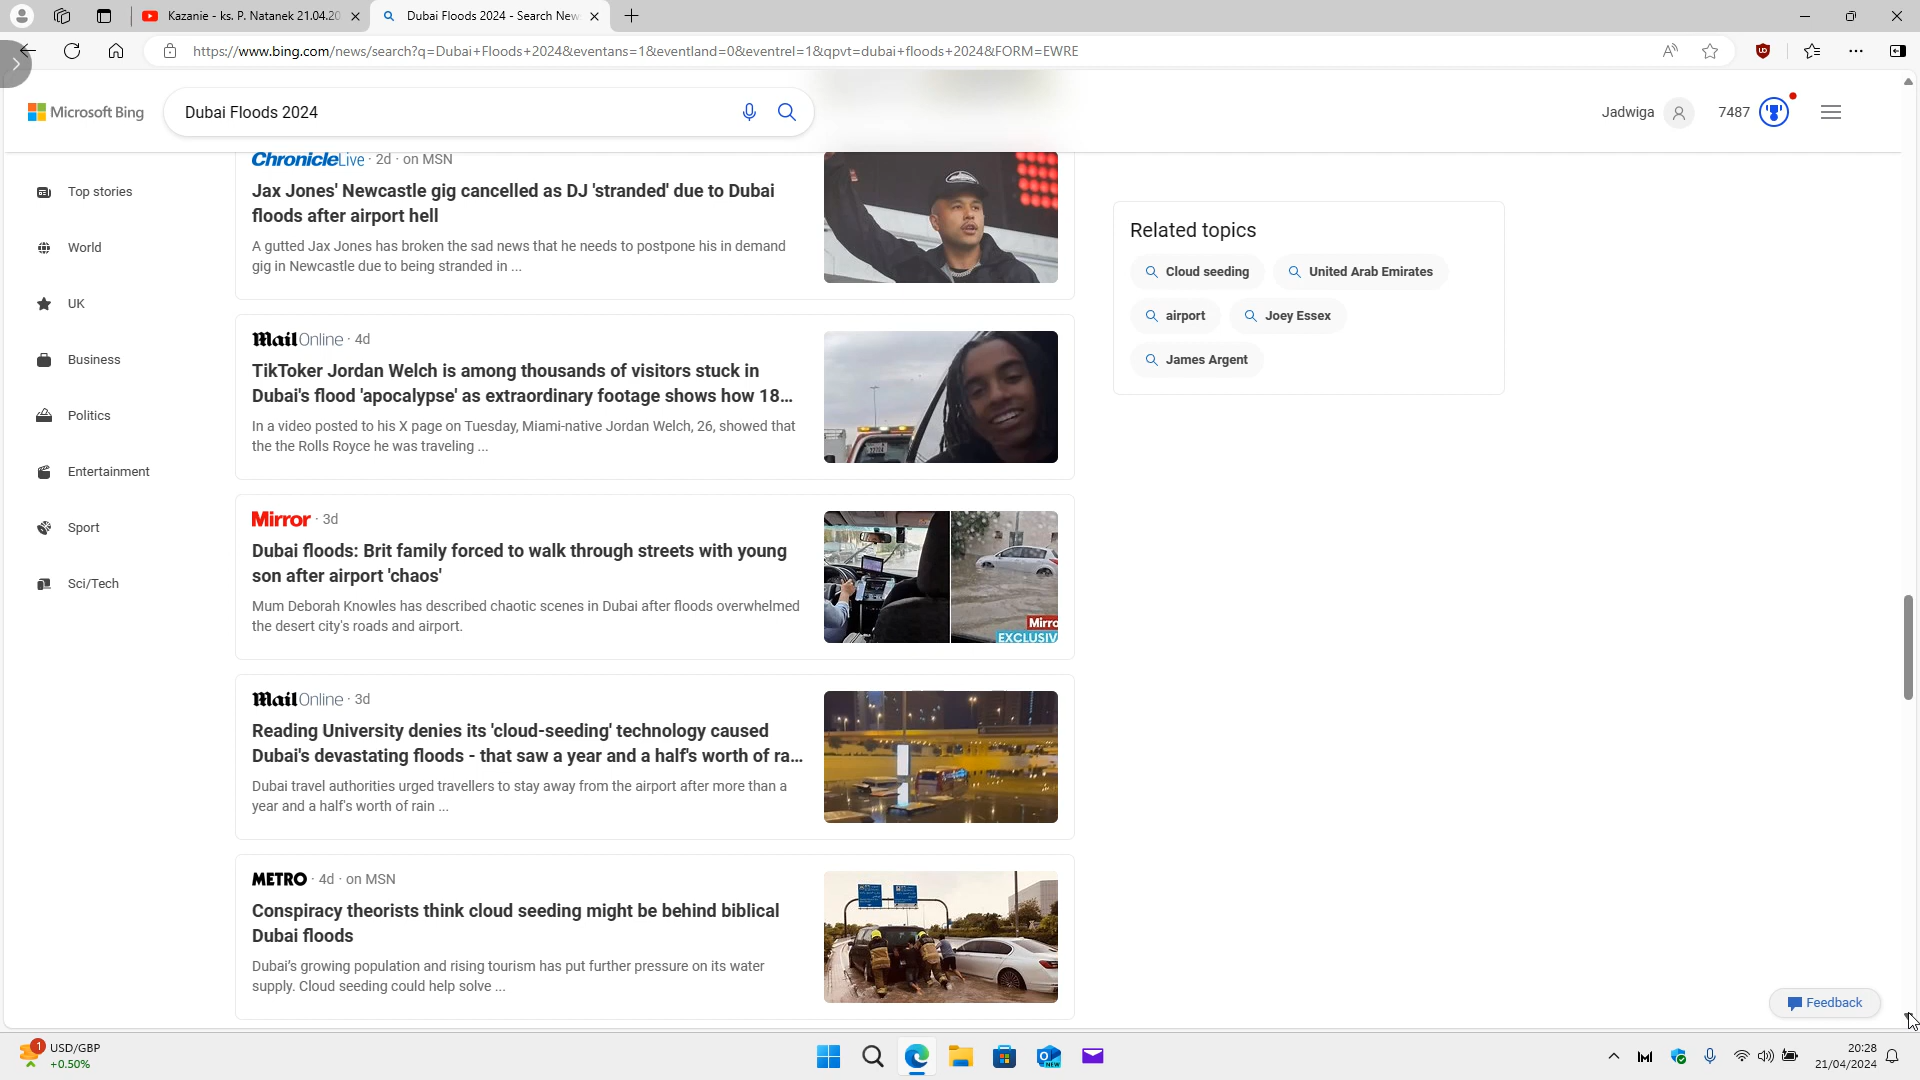 Kazanie - ks. P. Natanek 21.04.20
Dubai Floods 2024 - Search New
https://www.bing.com/news/search?q=Dubai+Floods+2024&eventans=1&eventland=0&eventrel=1&qpvt=dubai+floods+2024&FORM=EWRE
Microsoft Bing
Dubai Floods 2024
Jadwiga
7487
Top stories
World
UK
Business
Politics
Entertainment
Sport
Sci/Tech
ChronicleLive · 2d · on MSN
Jax Jones' Newcastle gig cancelled as DJ 'stranded' due to Dubai
floods after airport hell
A gutted Jax Jones has broken the sad news that he needs to postpone his in demand
gig in Newcastle due to being stranded in ...
Mail Online · 4d
TikToker Jordan Welch is among thousands of visitors stuck in
Dubai's flood 'apocalypse' as extraordinary footage shows how 18...
In a video posted to his X page on Tuesday, Miami-native Jordan Welch, 26, showed that
the the Rolls Royce he was traveling ...
Mirror · 3d
Dubai floods: Brit family forced to walk through streets with young
son after airport 'chaos'
Mum Deborah Knowles has described chaotic scenes in Dubai after floods overwhelmed
the desert city's roads and airport.
Mirro
EXCLUSIV
Mail Online · 3d
Reading University denies its 'cloud-seeding' technology caused
Dubai's devastating floods - that saw a year and a half's worth of ra...
Dubai travel authorities urged travellers to stay away from the airport after more than a
year and a half's worth of rain ...
METRO · 4d · on MSN
Conspiracy theorists think cloud seeding might be behind biblical
Dubai floods
Dubai's growing population and rising tourism has put further pressure on its water
supply. Cloud seeding could help solve ...
Related topics
Cloud seeding
United Arab Emirates
airport
Joey Essex
James Argent
Feedback
1
USD/GBP
+0.50%
20:28
21/04/2024